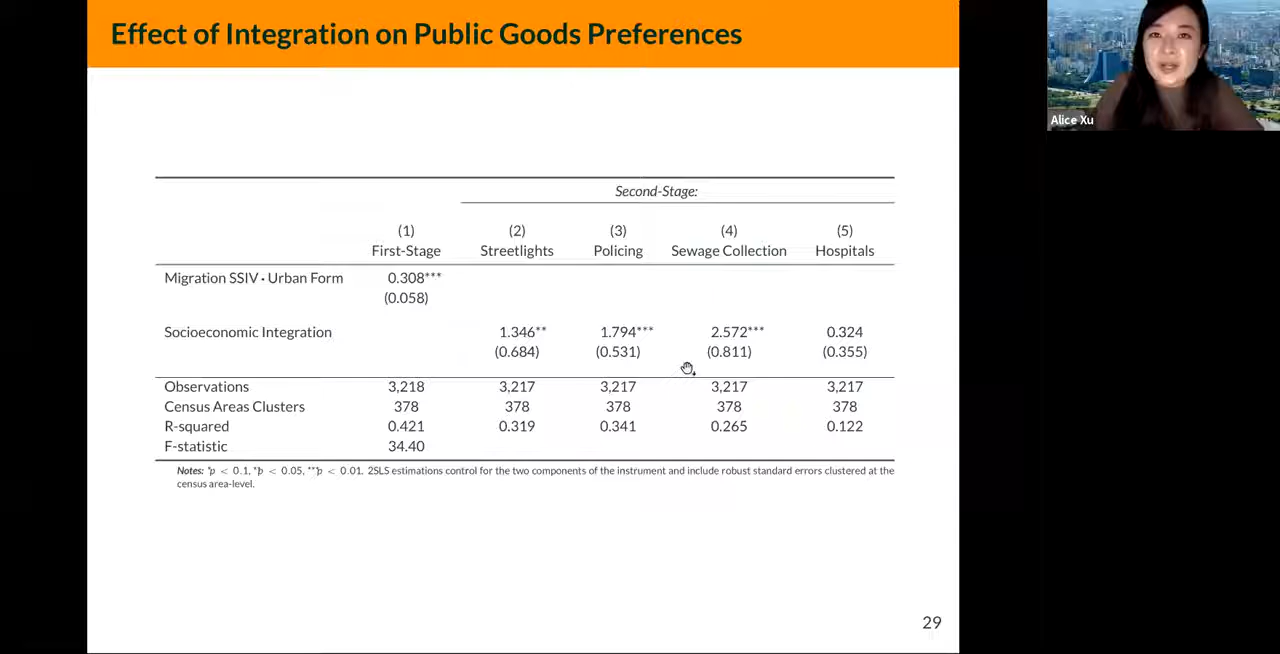 Effect of Integration on Public Goods Preferences
Alice Xu
Second-Stage:
(1) (2) (3) (4) (5)
First-Stage Streetlights Policing Sewage Collection Hospitals
Migration SSIV · Urban Form 0.308***
(0.058)
Socioeconomic Integration 1.346** 1.794*** 2.572*** 0.324
(0.684) (0.531) (0.811) (0.355)
Observations 3,218 3,217 3,217 3,217 3,217
Census Areas Clusters 378 378 378 378 378
R-squared 0.421 0.319 0.341 0.265 0.122
F-statistic 34.40
Notes: *p < 0.1, **p < 0.05, ***p < 0.01. 2SLS estimations control for the two components of the instrument and include robust standard errors clustered at the
census area-level.
29